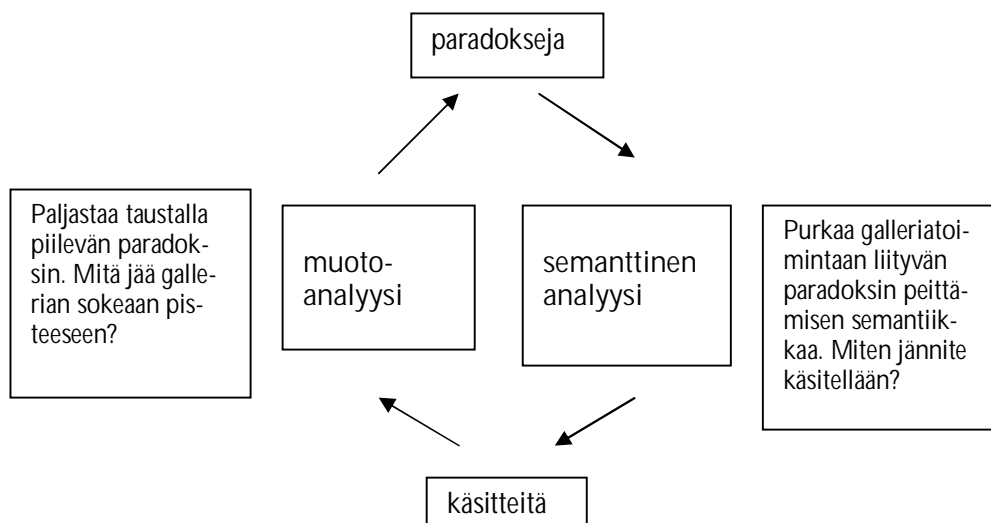 paradokseja
Paljastaa taustalla
piilevän paradok-
sin. Mitä jää galle-
rian sokeaan pis-
teeseen?
muoto-
analyysi
semanttinen
analyysi
Purkaa galleriatoi-
mintaan liityvän
paradoksin peittä-
misen semantiik-
kaa. Miten jännite
käsitellään?
käsitteitä